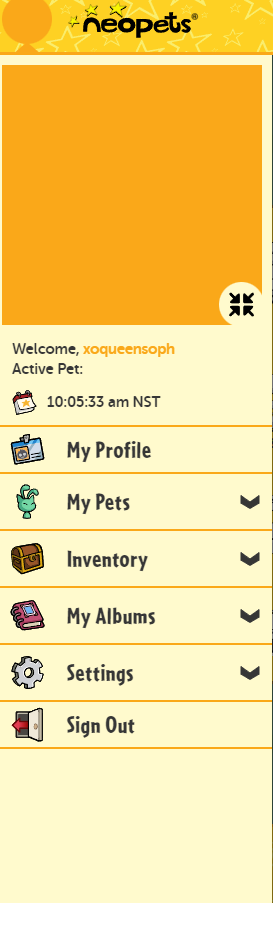 neopets®
Welcome, xoqueensoph
Active Pet:
10:05:33 am NST
My Profile
My Pets
Inventory
My Albums
Settings
Sign Out